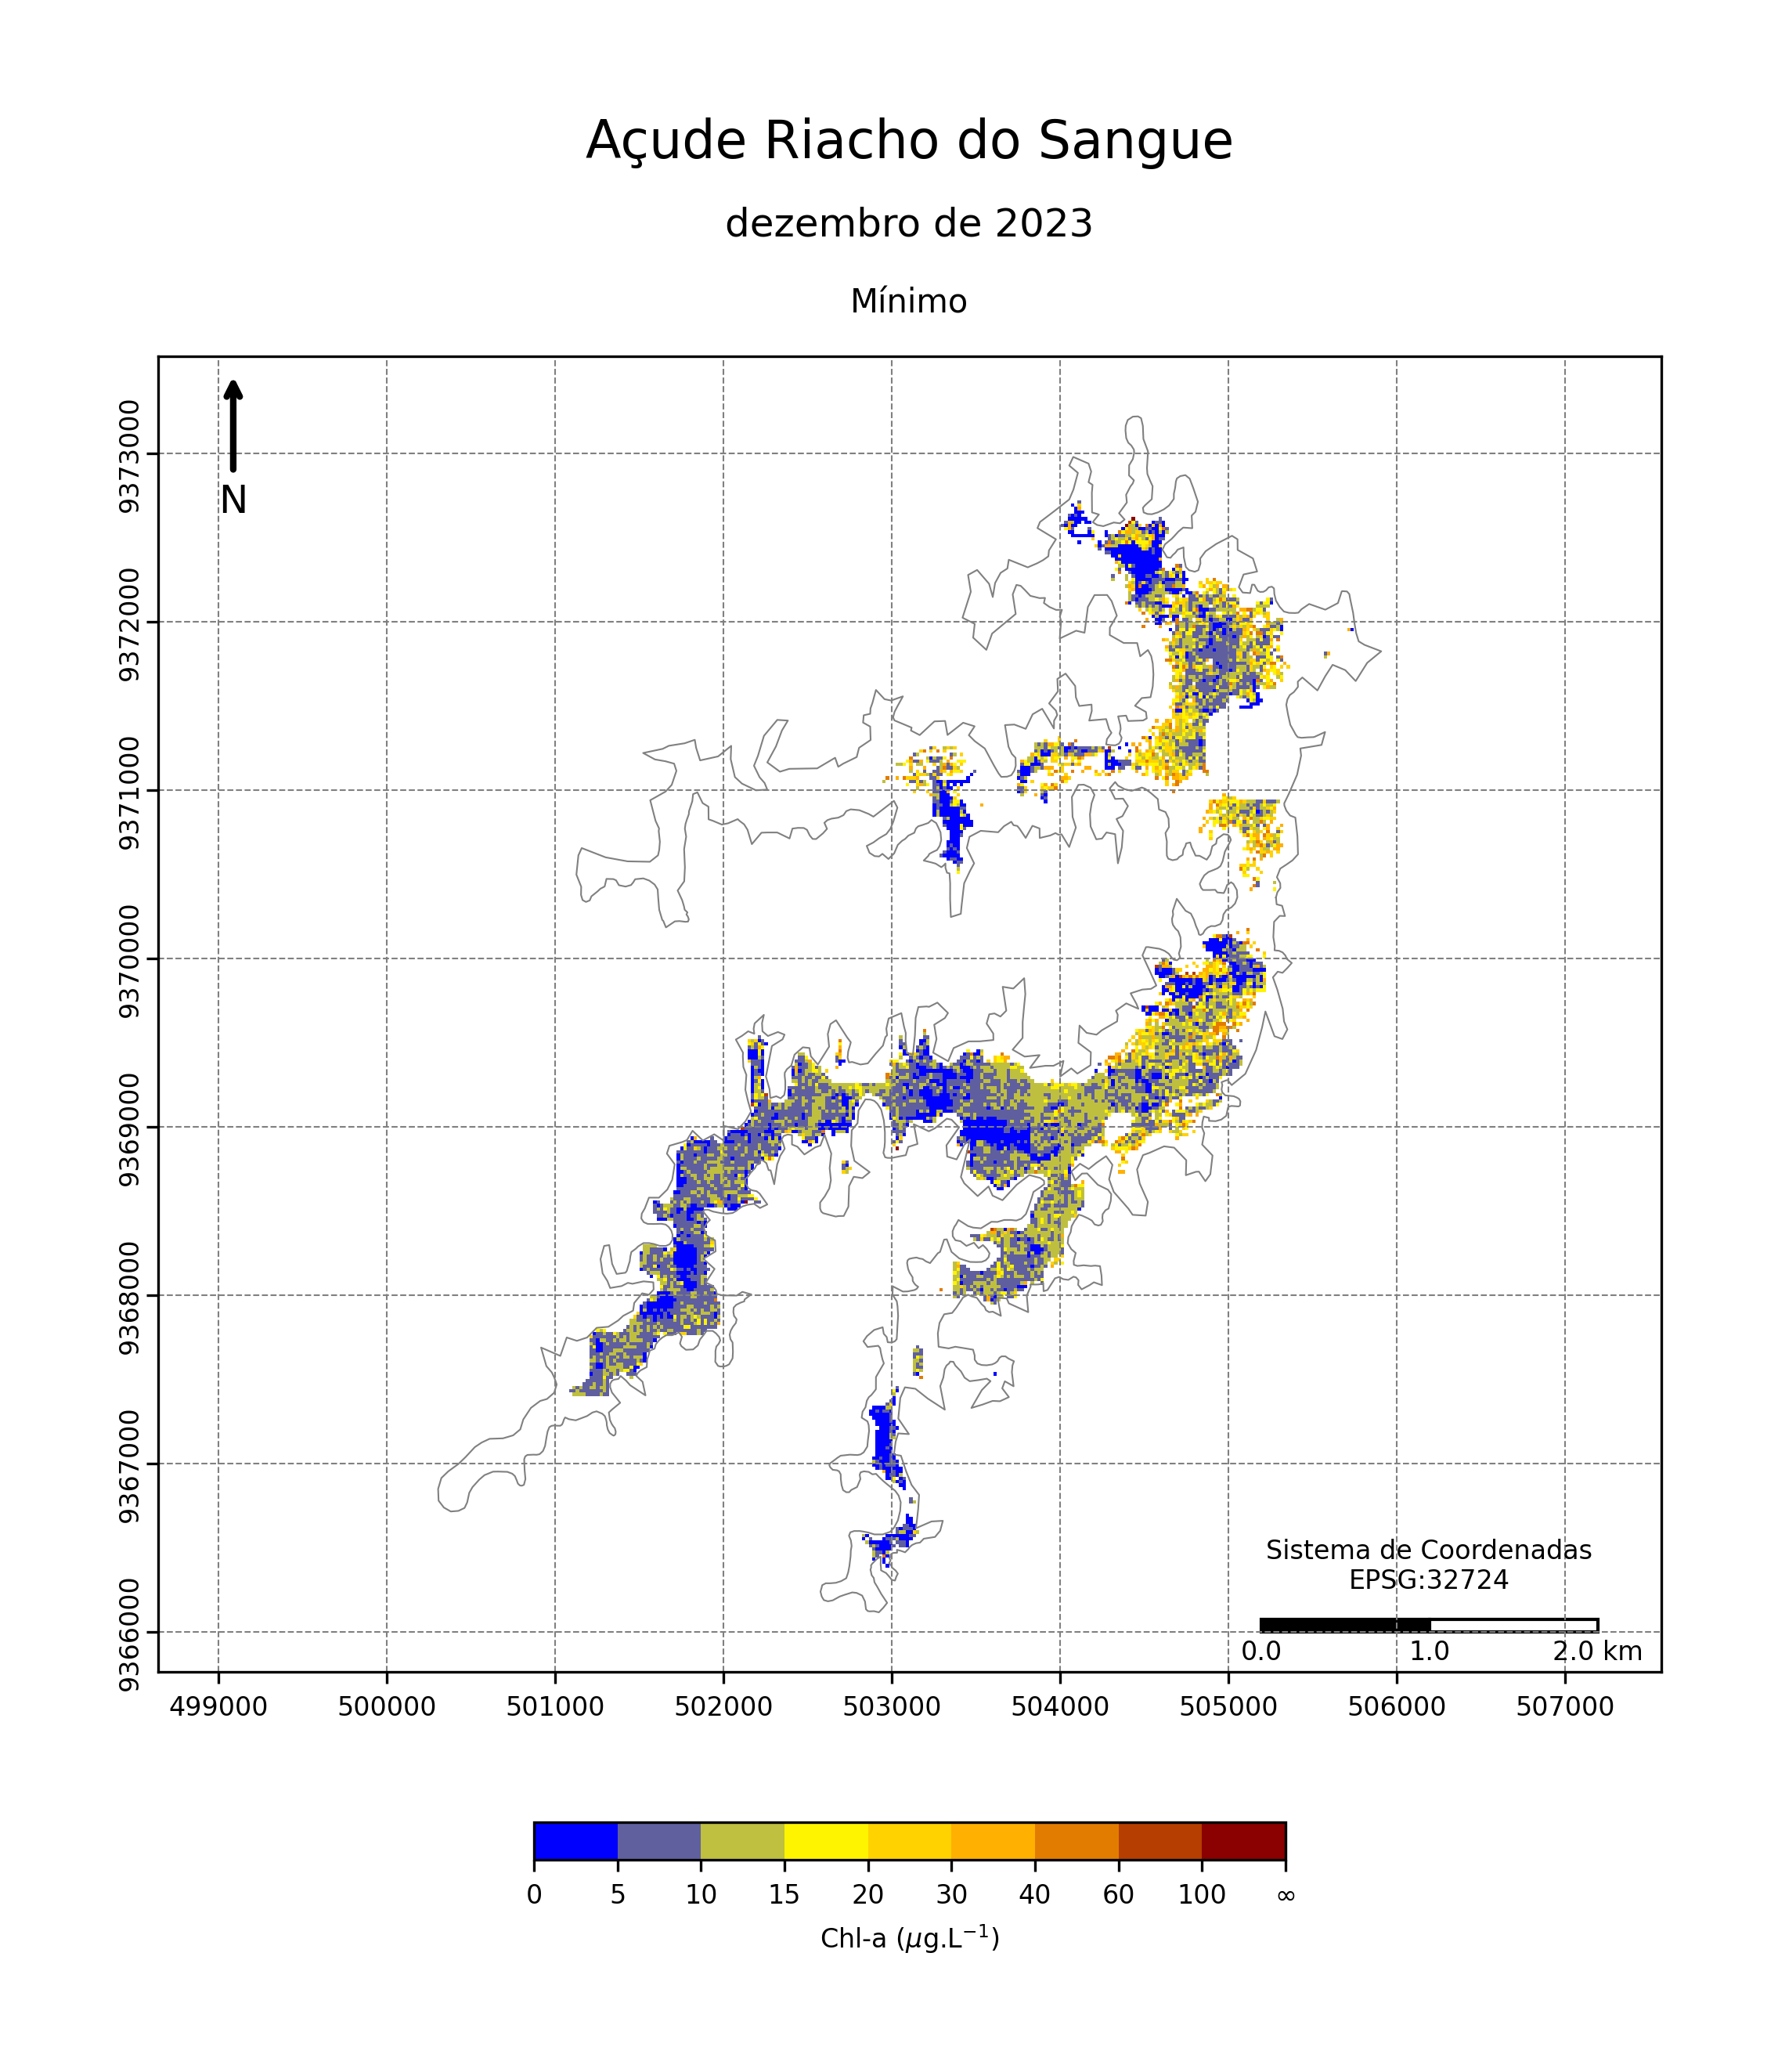 Açude Riacho do Sangue
dezembro de 2023
Mínimo
N
9373000
9372000
9371000
9370000
9369000
9368000
9367000
9366000
Sistema de Coordenadas
EPSG:32724
0.0 1.0 2.0 km
499000 500000 501000 502000 503000 504000 505000 506000 507000
0 5 10 15 20 30 40 60 100 ∞
Chl-a (μg.L⁻¹)